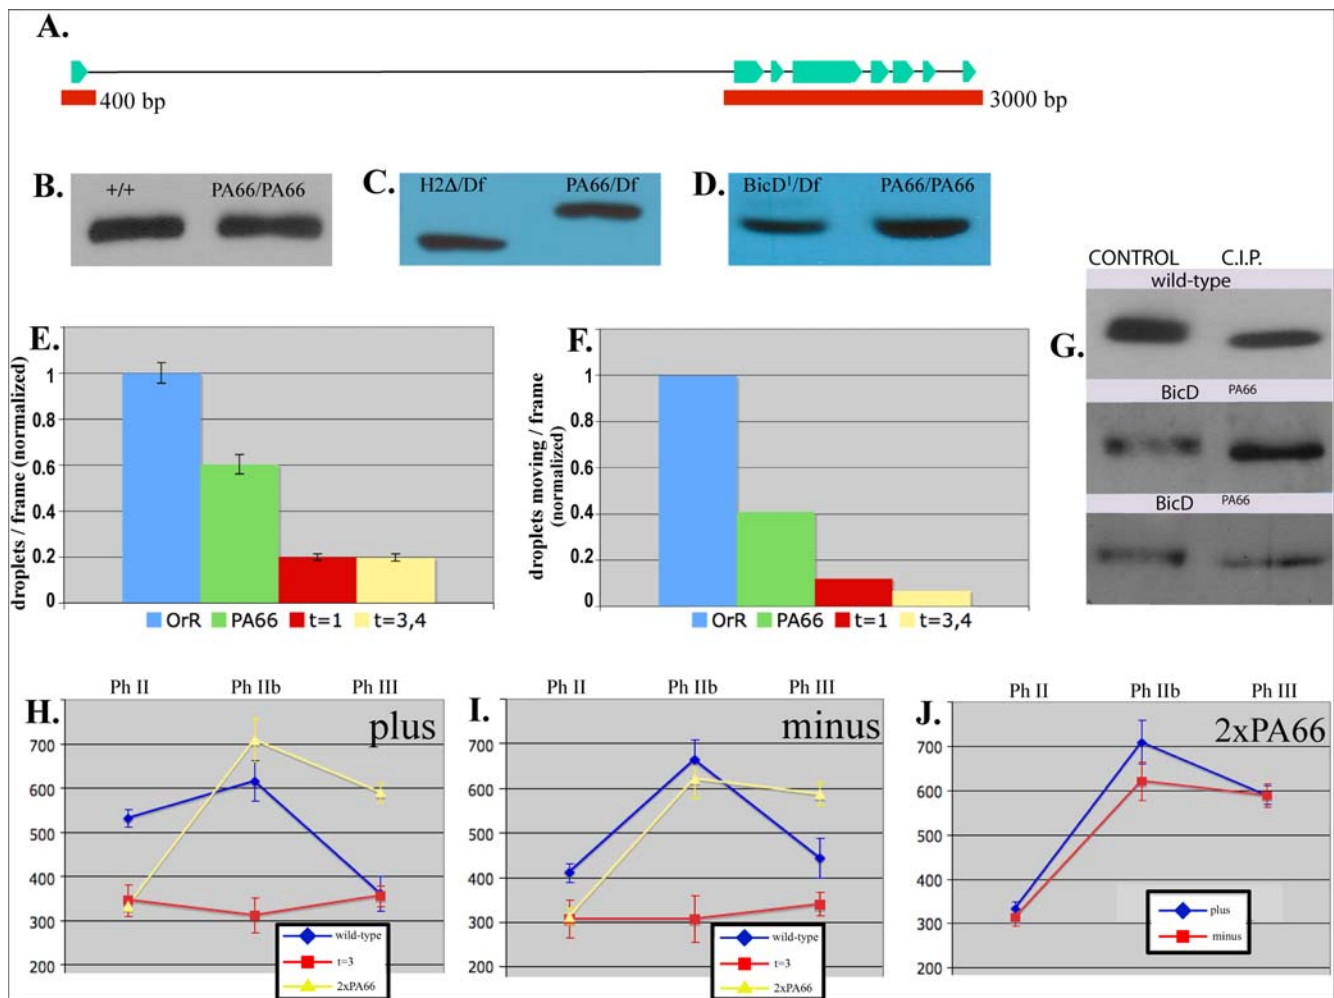 A.
400 bp
3000 bp
B.
+/+
PA66/PA66
C.
H2Δ/Df
PA66/Df
D.
BicD¹/Df
PA66/PA66
CONTROL
C.I.P.
wild-type
G.
BicD PA66
BicD PA66
E.
droplets / frame (normalized)
1
0.8
0.6
0.4
0.2
0
OrR
PA66
t=1
t=3,4
F.
droplets moving / frame
(normalized)
1
0.8
0.6
0.4
0.2
0
OrR
PA66
t=1
t=3,4
H.
Ph II
Ph IIb
Ph III
plus
700
600
500
400
300
200
wild-type
t=3
2xPA66
I.
Ph II
Ph IIb
Ph III
minus
700
600
500
400
300
200
wild-type
t=3
2xPA66
J.
Ph II
Ph IIb
Ph III
2xPA66
700
600
500
400
300
200
plus
minus